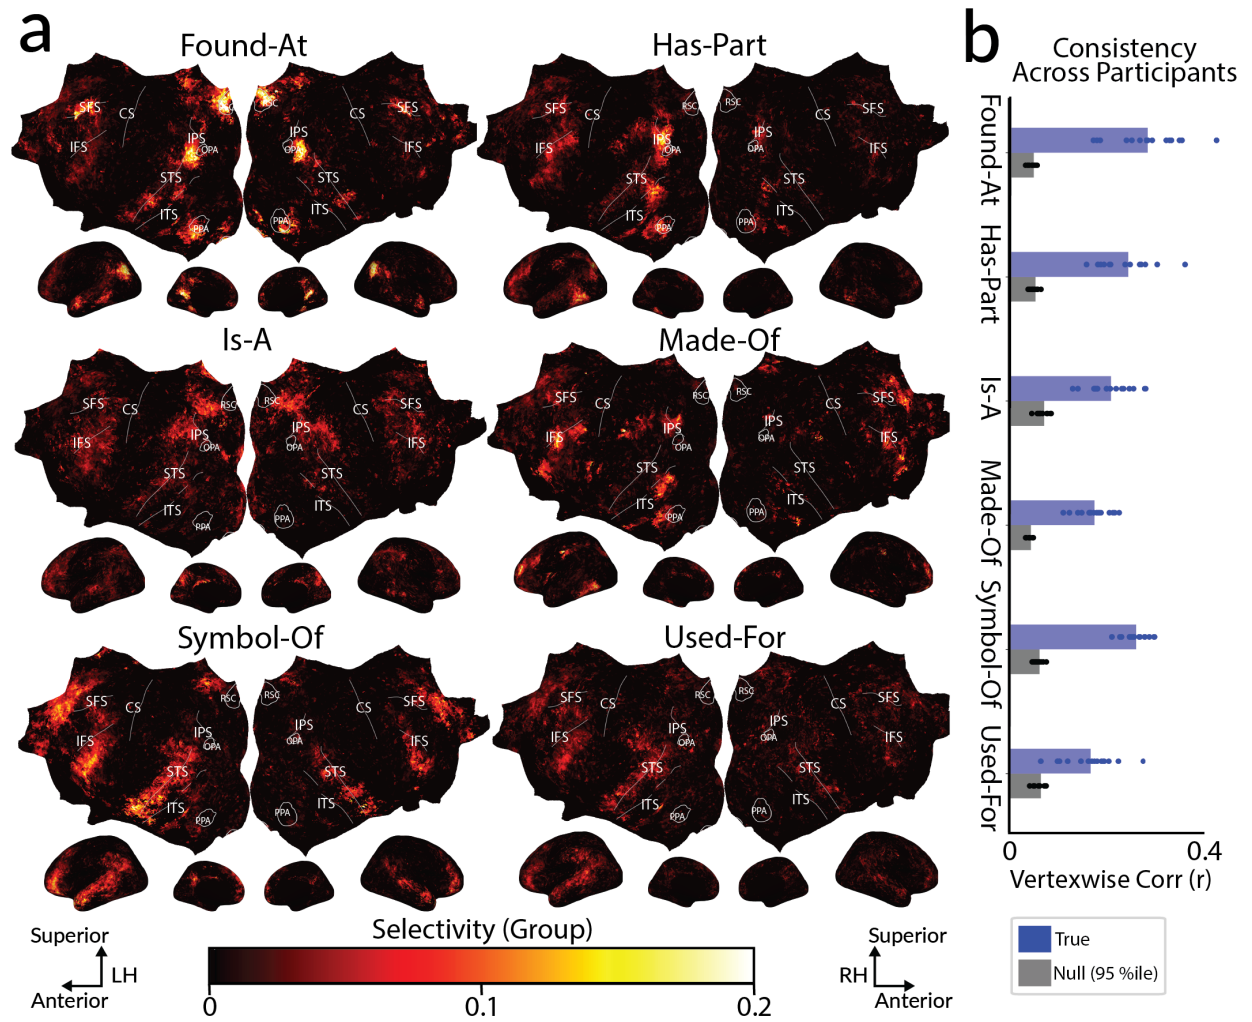 a
Found-At
SFS
CS
IFS
IPS
OPA
STS
ITS
PPA
RSC
CS
SFS
IPS
OPA
IFS
STS
ITS
PPA
Has-Part
SFS
CS
RSC
IFS
IPS
OPA
STS
ITS
PPA
RSC
CS
SFS
IPS
OPA
IFS
STS
ITS
PPA
Is-A
SFS
CS
RSC
IFS
IPS
OPA
STS
ITS
PPA
RSC
CS
SFS
IPS
OPA
IFS
STS
ITS
PPA
Made-Of
SFS
CS
RSC
IFS
IPS
OPA
STS
ITS
PPA
RSC
CS
SFS
IPS
OPA
IFS
STS
ITS
PPA
Symbol-Of
SFS
CS
RSC
IFS
IPS
OPA
STS
ITS
PPA
RSC
CS
SFS
IPS
OPA
IFS
STS
ITS
PPA
Used-For
SFS
CS
RSC
IFS
IPS
OPA
STS
ITS
PPA
RSC
CS
SFS
IPS
OPA
IFS
STS
ITS
PPA
Superior
LH
Anterior
Selectivity (Group)
0
0.1
0.2
Superior
RH
Anterior
b
Consistency
Across Participants
Found-At
Has-Part
Is-A
Made-Of
Symbol-Of
Used-For
0
0.4
Vertexwise Corr (r)
True
Null (95 %ile)